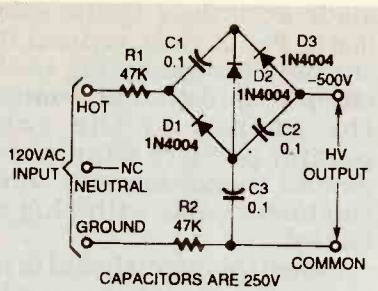 C1
0.1
D3
1N4004
R1
47K
D2
1N4004
-500V
HOT
D1
1N4004
C2
0.1
120VAC
INPUT
NC
NEUTRAL
HV
OUTPUT
C3
0.1
R2
47K
GROUND
COMMON
CAPACITORS ARE 250V